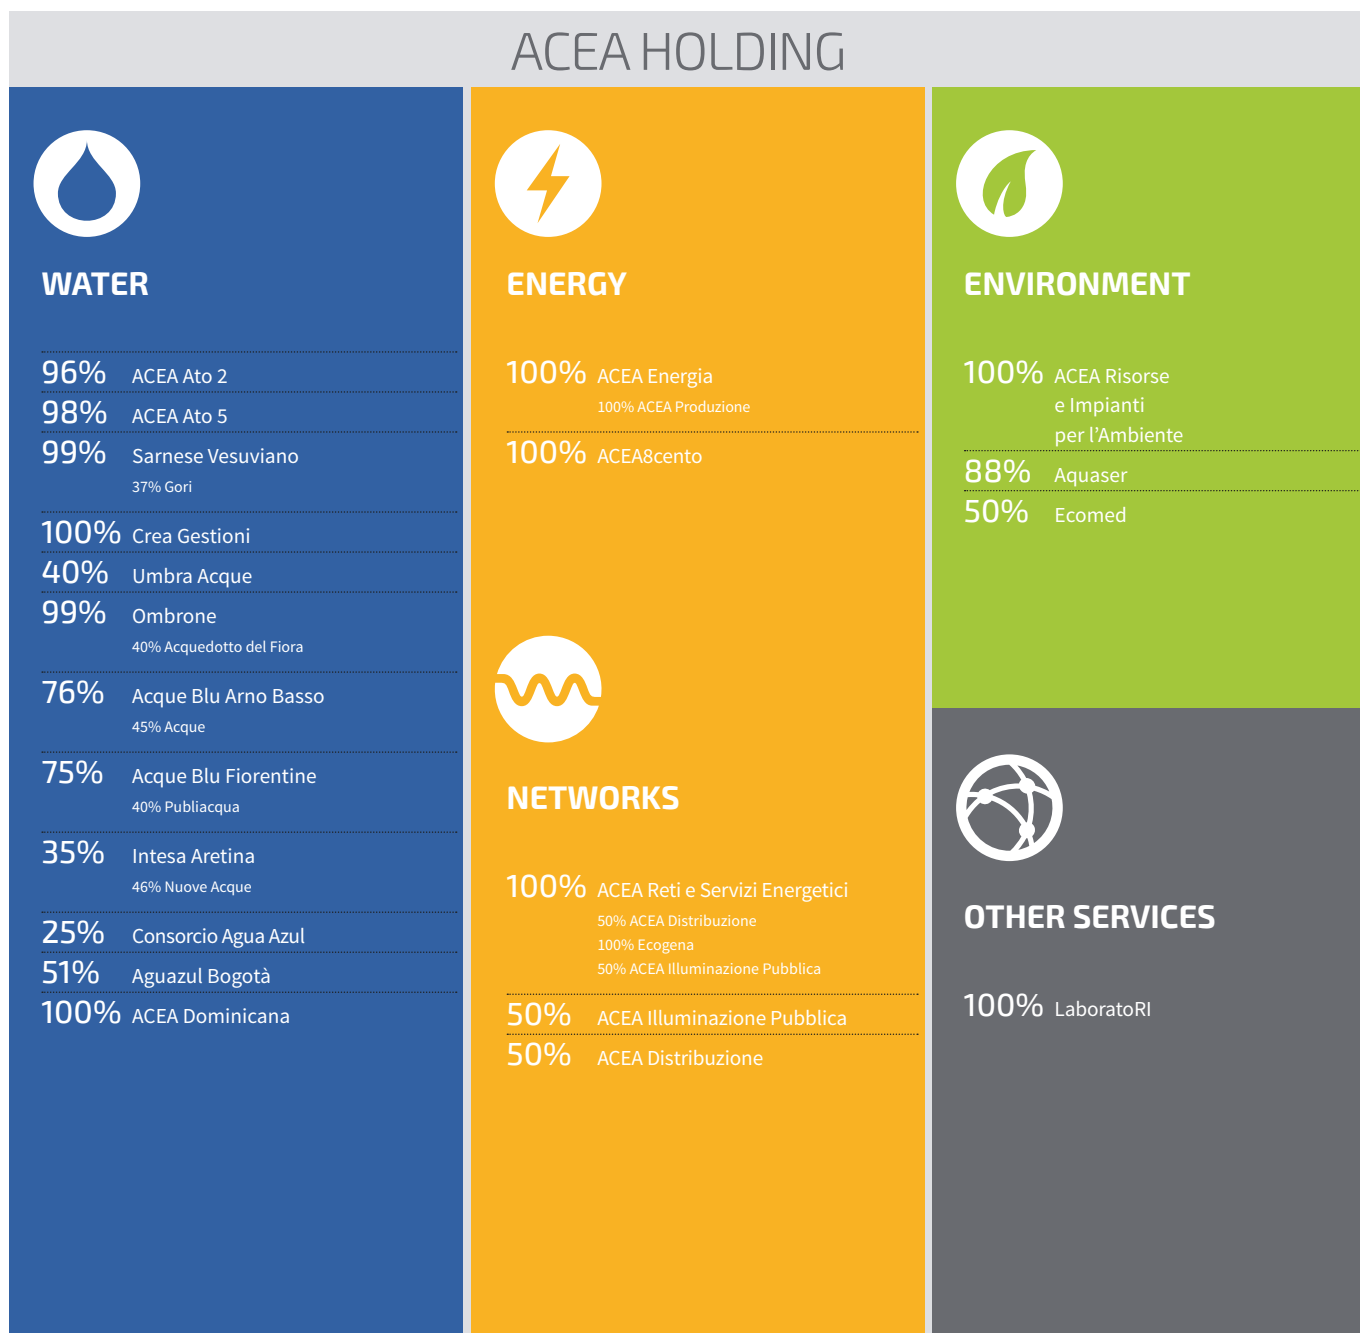 ACEA HOLDING
WATER
96% ACEA Ato 2
98% ACEA Ato 5
99% Sarnese Vesuviano
37% Gori
100% Crea Gestioni
40% Umbra Acque
99% Ombrone
40% Acquedotto del Fiora
76% Acque Blu Arno Basso
45% Acque
75% Acque Blu Fiorentine
40% Publiacqua
35% Intesa Aretina
46% Nuove Acque
25% Consorcio Agua Azul
51% Aguazul Bogotà
100% ACEA Dominicana
ENERGY
100% ACEA Energia
100% ACEA Produzione
100% ACEA8cento
NETWORKS
100% ACEA Reti e Servizi Energetici
50% ACEA Distribuzione
100% Ecogena
50% ACEA Illuminazione Pubblica
50% ACEA Illuminazione Pubblica
50% ACEA Distribuzione
ENVIRONMENT
100% ACEA Risorse
e Impianti
per l’Ambiente
88% Aquaser
50% Ecomed
OTHER SERVICES
100% LaboratoRI